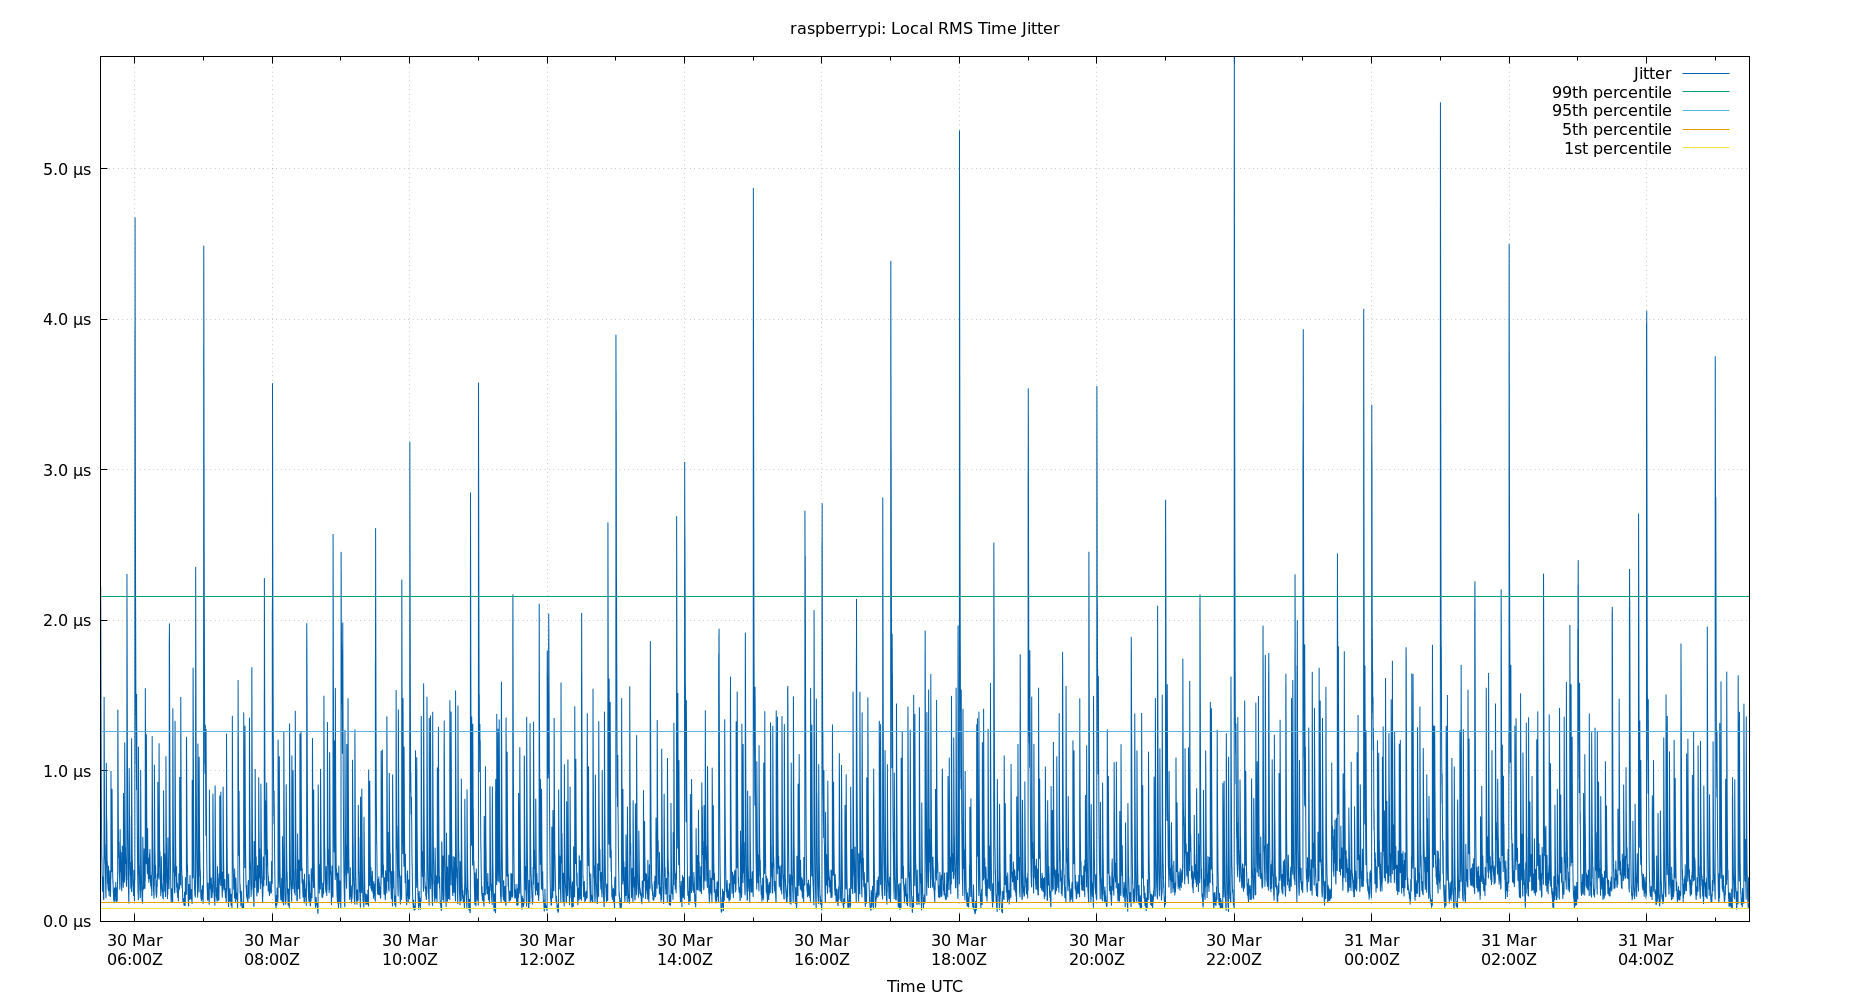 raspberrypi: Local RMS Time Jitter
Jitter
99th percentile
95th percentile
5th percentile
1st percentile
5.0 µs
4.0 µs
3.0 µs
2.0 µs
1.0 µs
0.0 µs
30 Mar 30 Mar 30 Mar 30 Mar 30 Mar 30 Mar 30 Mar 30 Mar 30 Mar 31 Mar 31 Mar 31 Mar
06:00Z 08:00Z 10:00Z 12:00Z 14:00Z 16:00Z 18:00Z 20:00Z 22:00Z 00:00Z 02:00Z 04:00Z
Time UTC